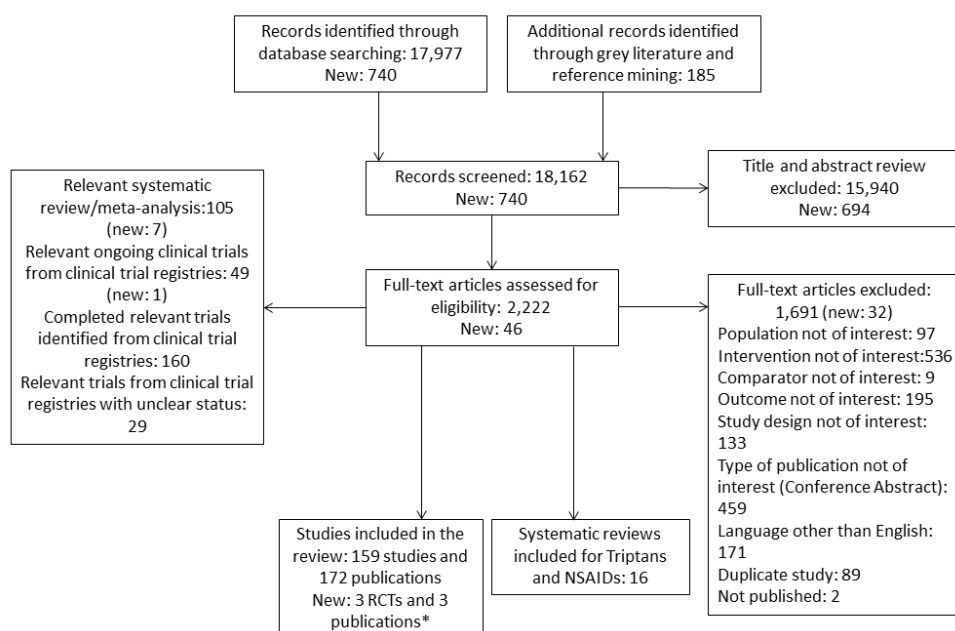 Records identified through
database searching: 17,977
New: 740
Additional records identified
through grey literature and
reference mining: 185
Records screened: 18,162
New: 740
Title and abstract review
excluded: 15,940
New: 694
Relevant systematic
review/meta-analysis:105
(new: 7)
Relevant ongoing clinical trials
from clinical trial registries: 49
(new: 1)
Completed relevant trials
identified from clinical trial
registries: 160
Relevant trials from clinical trial
registries with unclear status:
29
Full-text articles assessed for
eligibility: 2,222
New: 46
Full-text articles excluded:
1,691 (new: 32)
Population not of interest: 97
Intervention not of interest:536
Comparator not of interest: 9
Outcome not of interest: 195
Study design not of interest:
133
Type of publication not of
interest (Conference Abstract):
459
Language other than English:
171
Duplicate study: 89
Not published: 2
Studies included in the
review: 159 studies and
172 publications
New: 3 RCTs and 3
publications*
Systematic reviews
included for Triptans
and NSAIDs: 16